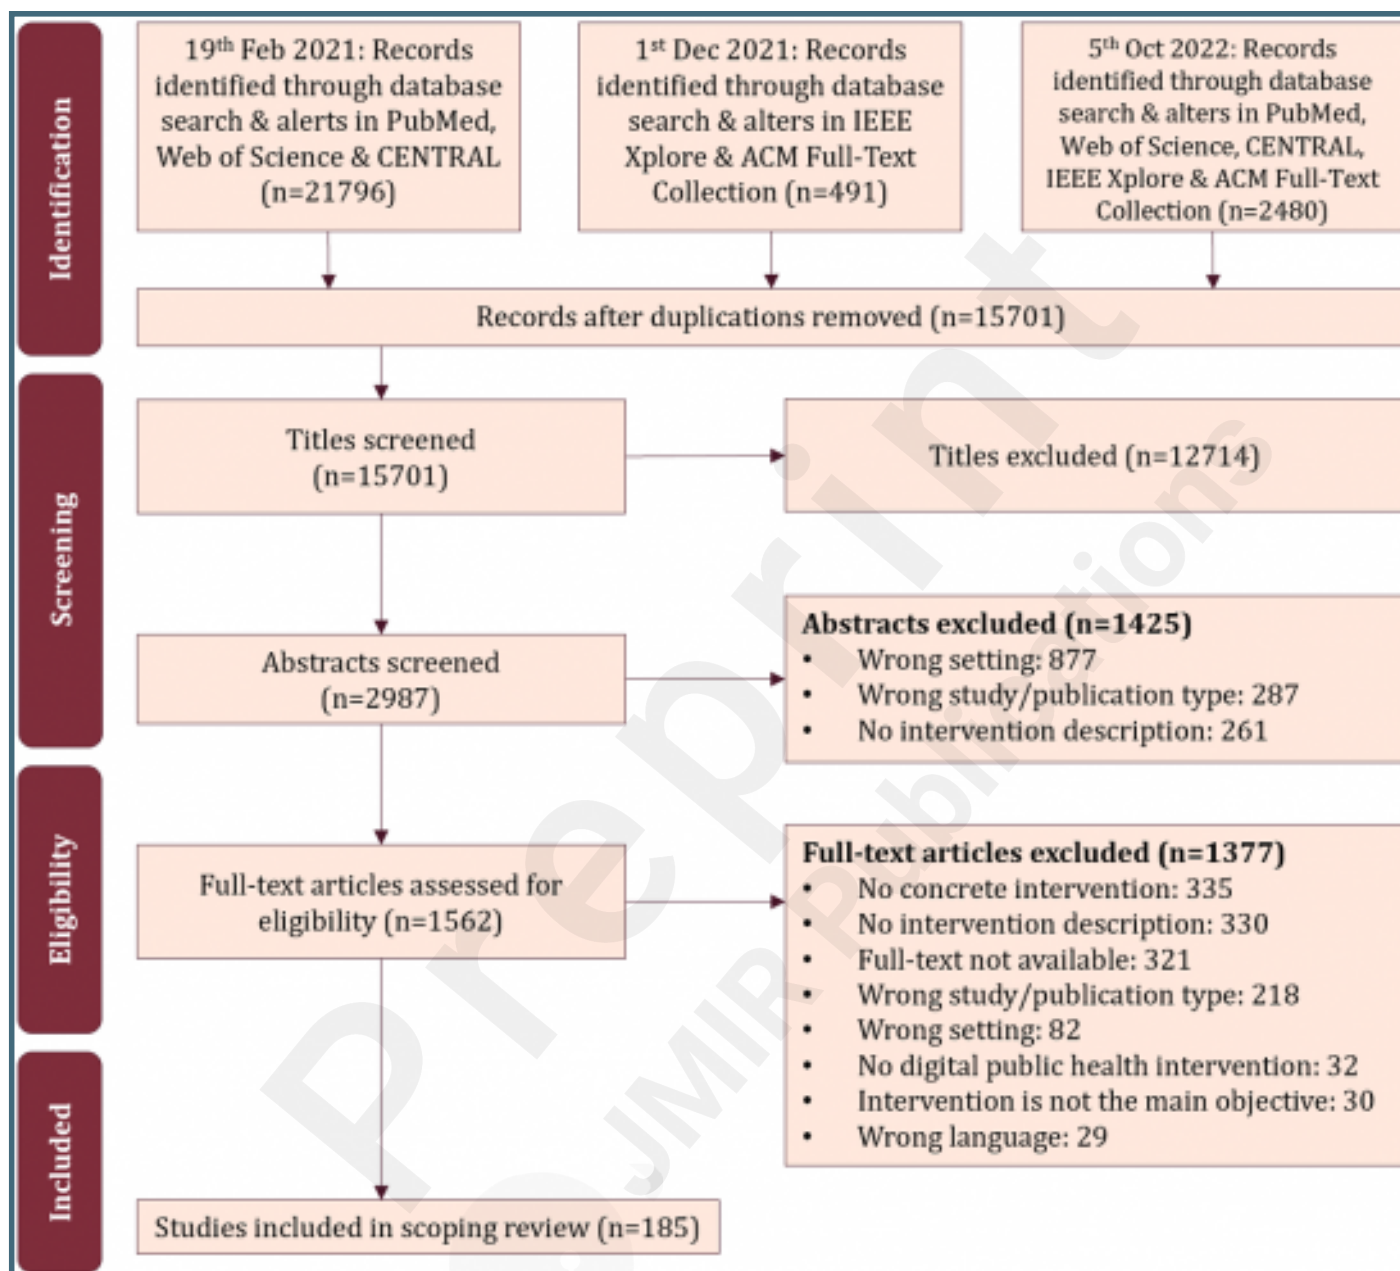 Identification
19th Feb 2021: Records
identified through database
search & alerts in PubMed,
Web of Science & CENTRAL
(n=21796)
1st Dec 2021: Records
identified through database
search & alters in IEEE
Xplore & ACM Full-Text
Collection (n=491)
5th Oct 2022: Records
identified through database
search & alters in PubMed,
Web of Science, CENTRAL,
IEEE Xplore & ACM Full-Text
Collection (n=2480)
Records after duplications removed (n=15701)
Screening
Titles screened
(n=15701)
Titles excluded (n=12714)
Abstracts screened
(n=2987)
Abstracts excluded (n=1425)
• Wrong setting: 877
• Wrong study/publication type: 287
• No intervention description: 261
Eligibility
Full-text articles assessed for
eligibility (n=1562)
Full-text articles excluded (n=1377)
• No concrete intervention: 335
• No intervention description: 330
• Full-text not available: 321
• Wrong study/publication type: 218
• Wrong setting: 82
• No digital public health intervention: 32
• Intervention is not the main objective: 30
• Wrong language: 29
Included
Studies included in scoping review (n=185)
Preprint
JMIR Publications